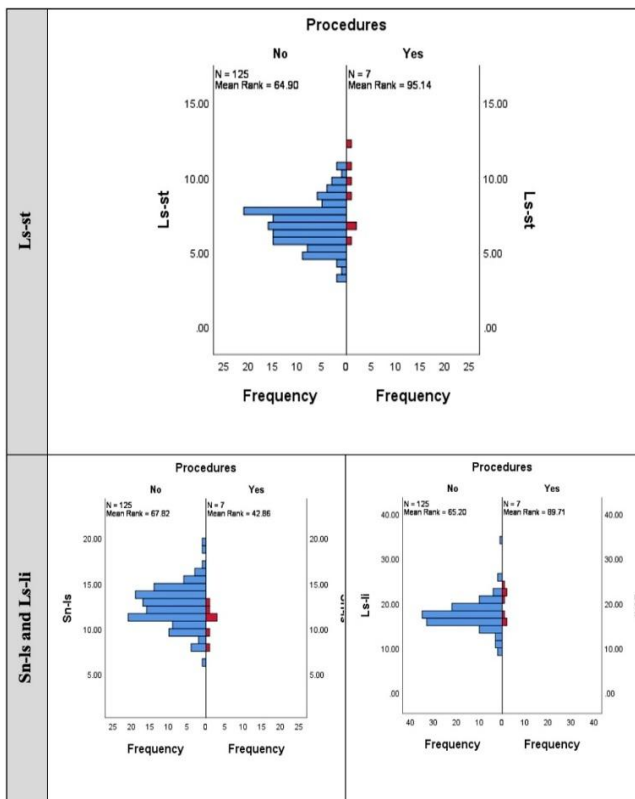 Ls-st
Procedures
No Yes
N = 125 N = 7
Mean Rank = 64.90 Mean Rank = 95.14
15.00 15.00
10.00 10.00
Ls-st Ls-st
5.00 5.00
.00 .00
25 20 15 10 5 0 5 10 15 20 25
Frequency Frequency
Sn-ls and Ls-li
Procedures
No Yes
N = 125 N = 7
Mean Rank = 67.82 Mean Rank = 42.86
20.00 20.00
15.00 15.00
Sn-ls
10.00 10.00
5.00 5.00
25 20 15 10 5 0 5 10 15 20 25
Frequency Frequency
Procedures
No Yes
N = 125 N = 7
Mean Rank = 65.20 Mean Rank = 89.71
40.00 40.00
30.00 30.00
Ls-li
20.00 20.00
10.00 10.00
.00 .00
40 30 20 10 0 10 20 30 40
Frequency Frequency